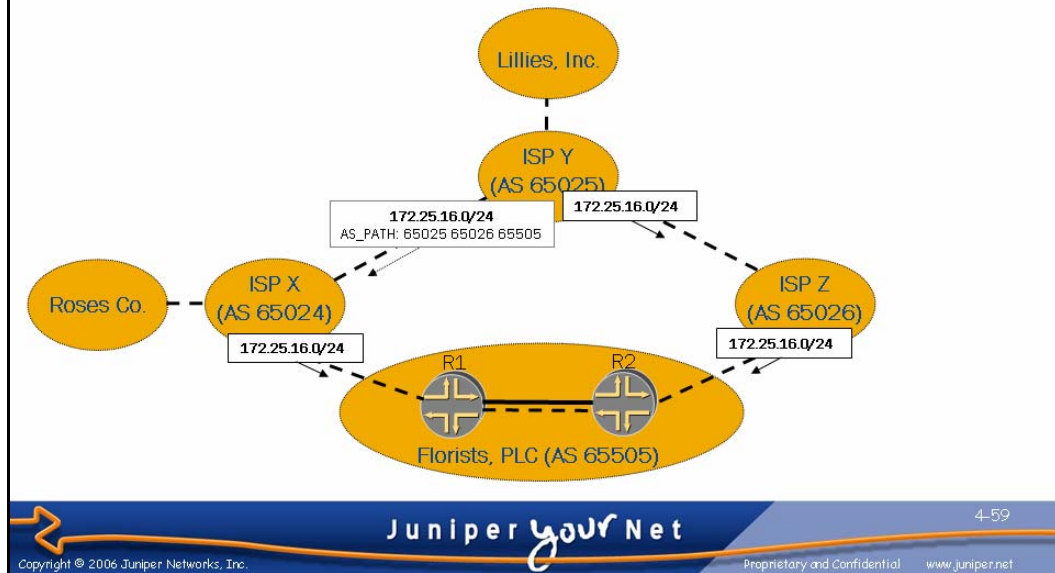 Lillies, Inc.
ISP Y
(AS 65025)
172.25.16.0/24
172.25.16.0/24
AS_PATH: 65025 65026 65505
ISP X
(AS 65024)
Roses Co.
ISP Z
(AS 65026)
172.25.16.0/24
172.25.16.0/24
R1
R2
Florists, PLC (AS 65505)
Juniper your Net
4-59
Copyright © 2006 Juniper Networks, Inc.
Proprietary and Confidential
www.juniper.net